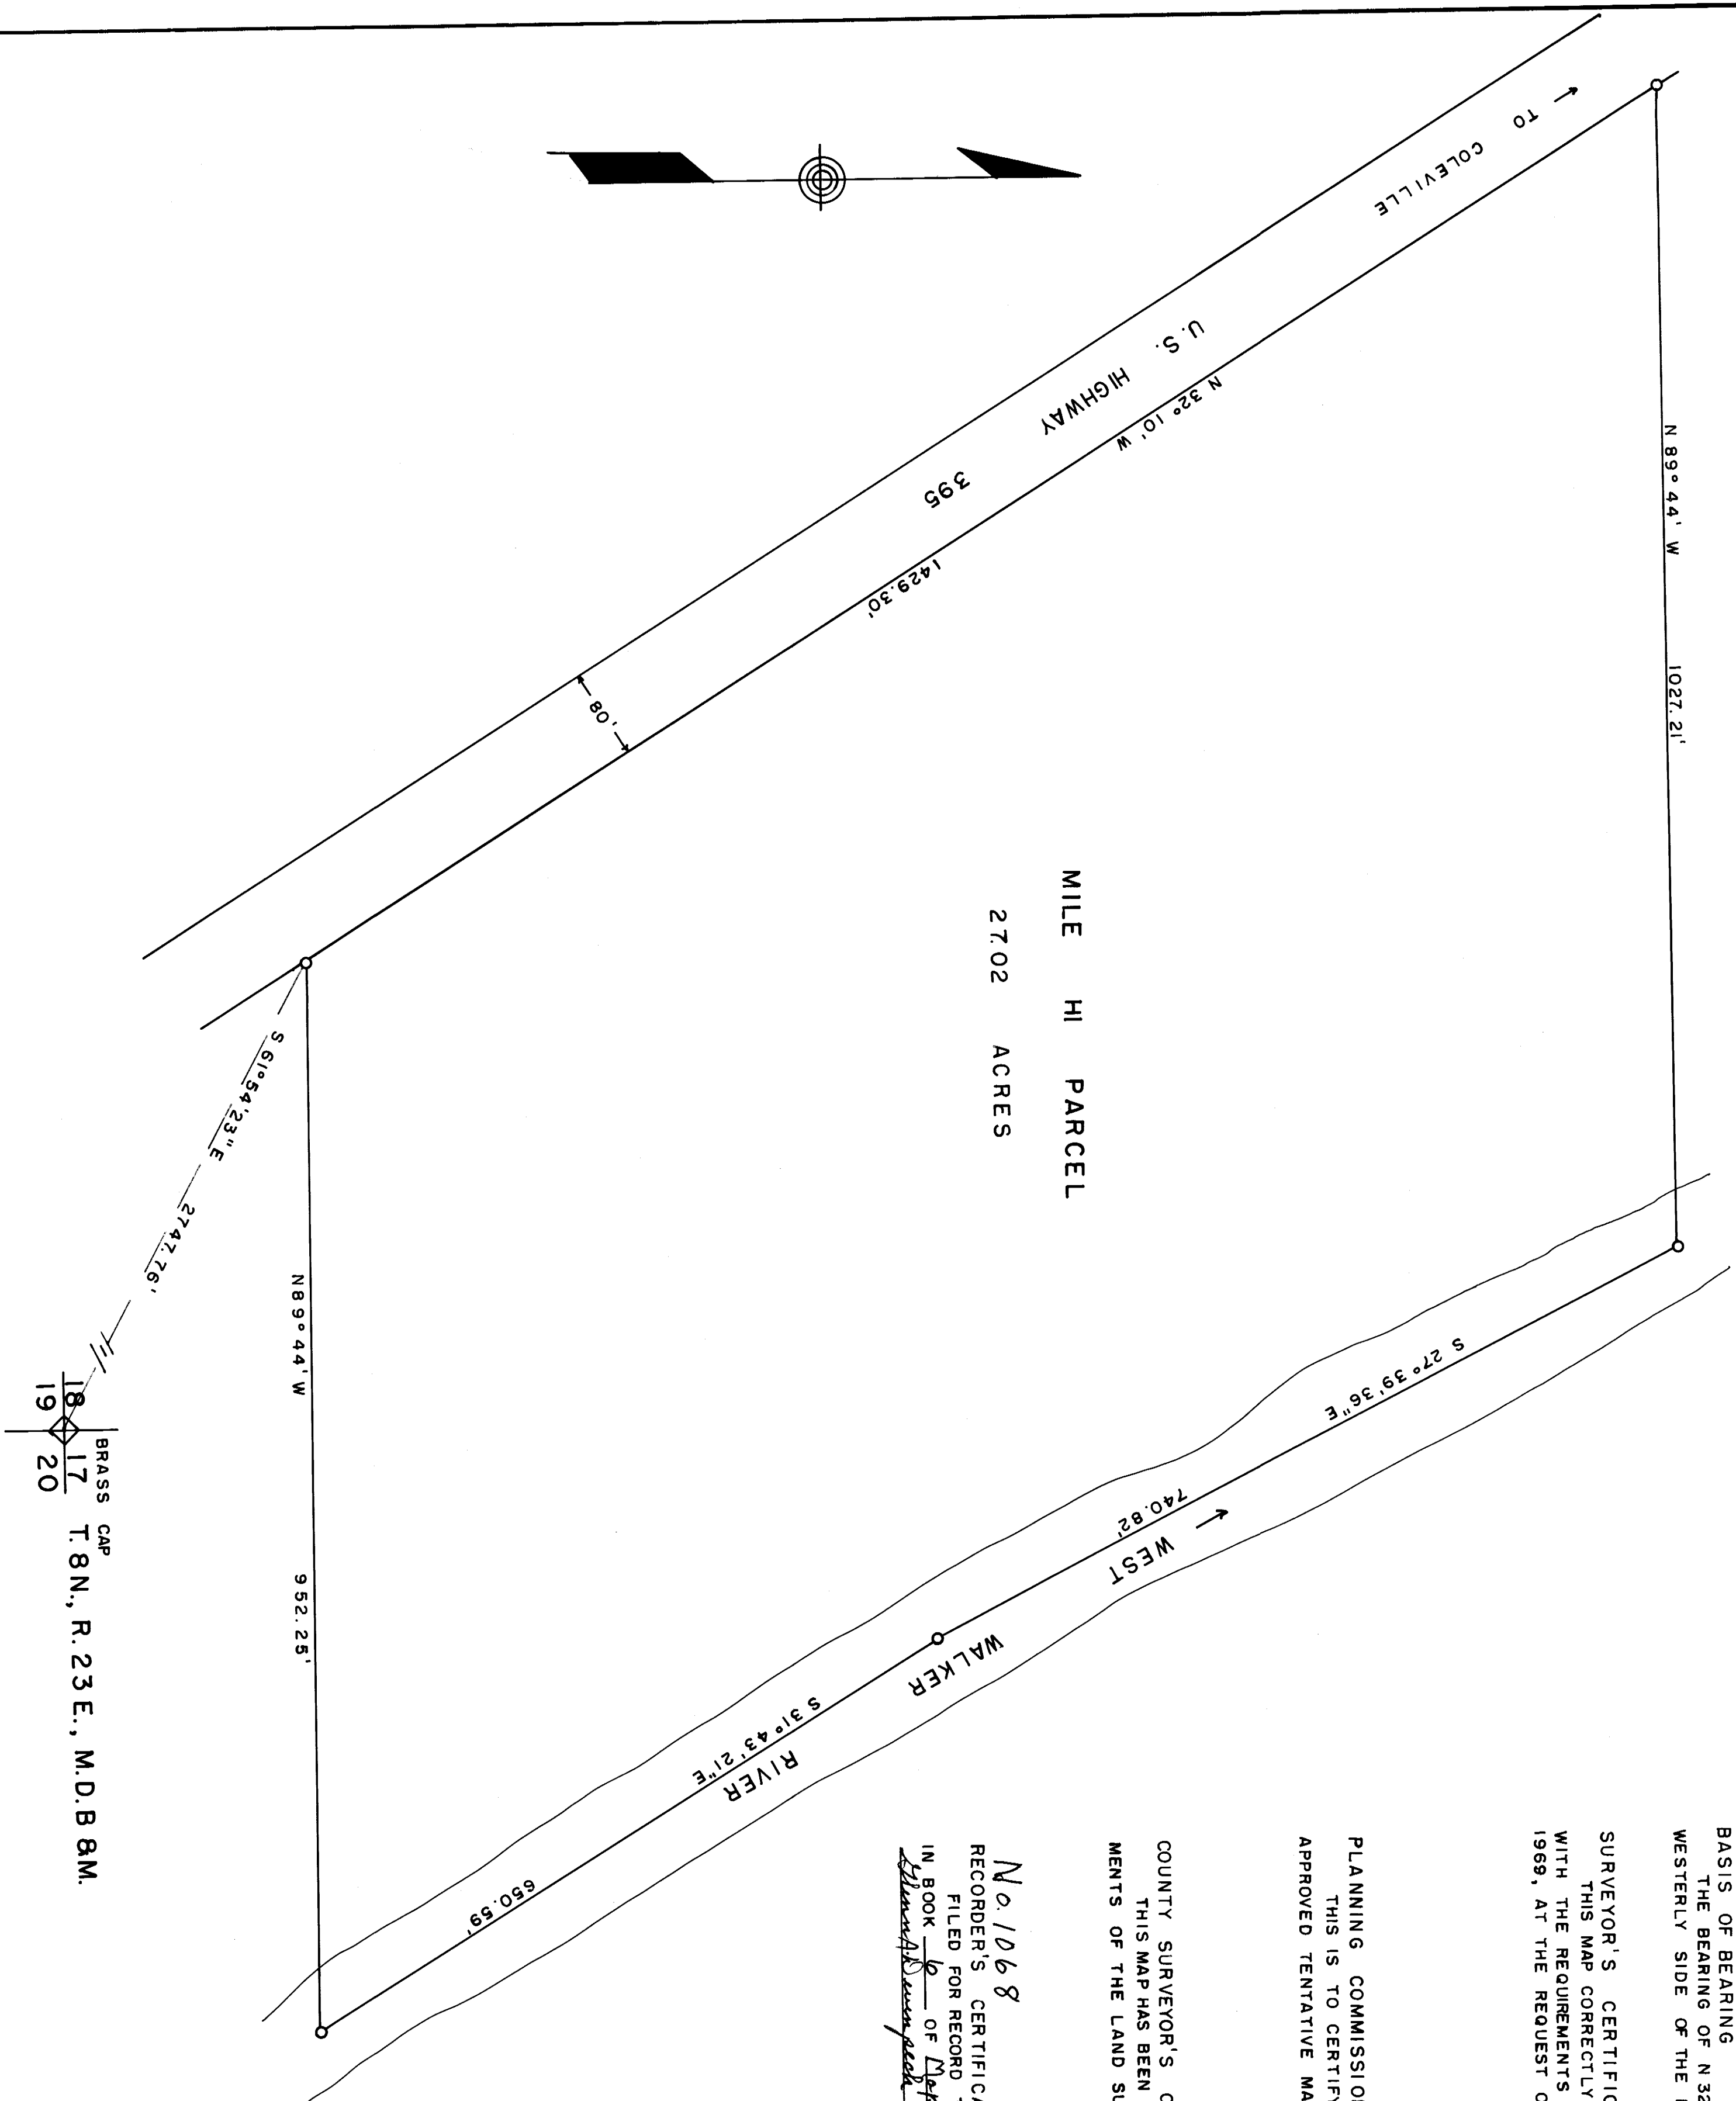 TO COLEVILLE
U.S. HIGHWAY 395
N 32° 10' W
1429.30'
80'
N 89° 44' W 1027.21'
MILE HI PARCEL
27.02 ACRES
S 61° 54' 23" E 2747.76'
N 89° 44' W 952.25'
S 27° 39' 36" E
740.82'
WEST WALKER RIVER
S 31° 43' 21" E
650.59'
18 17
19 20
BRASS CAP
T. 8 N., R. 23 E., M.D.B & M.
BASIS OF BEARING
THE BEARING OF N 32
WESTERLY SIDE OF THE
SURVEYOR'S CERTIFIC
THIS MAP CORRECTLY
WITH THE REQUIREMENTS
1969, AT THE REQUEST
PLANNING COMMISSION
THIS IS TO CERTIFY
APPROVED TENTATIVE MA
COUNTY SURVEYOR'S C
THIS MAP HAS BEEN
MENTS OF THE LAND SU
No. 1068
RECORDER'S CERTIFICA
FILED FOR RECORD
IN BOOK 6 OF Map